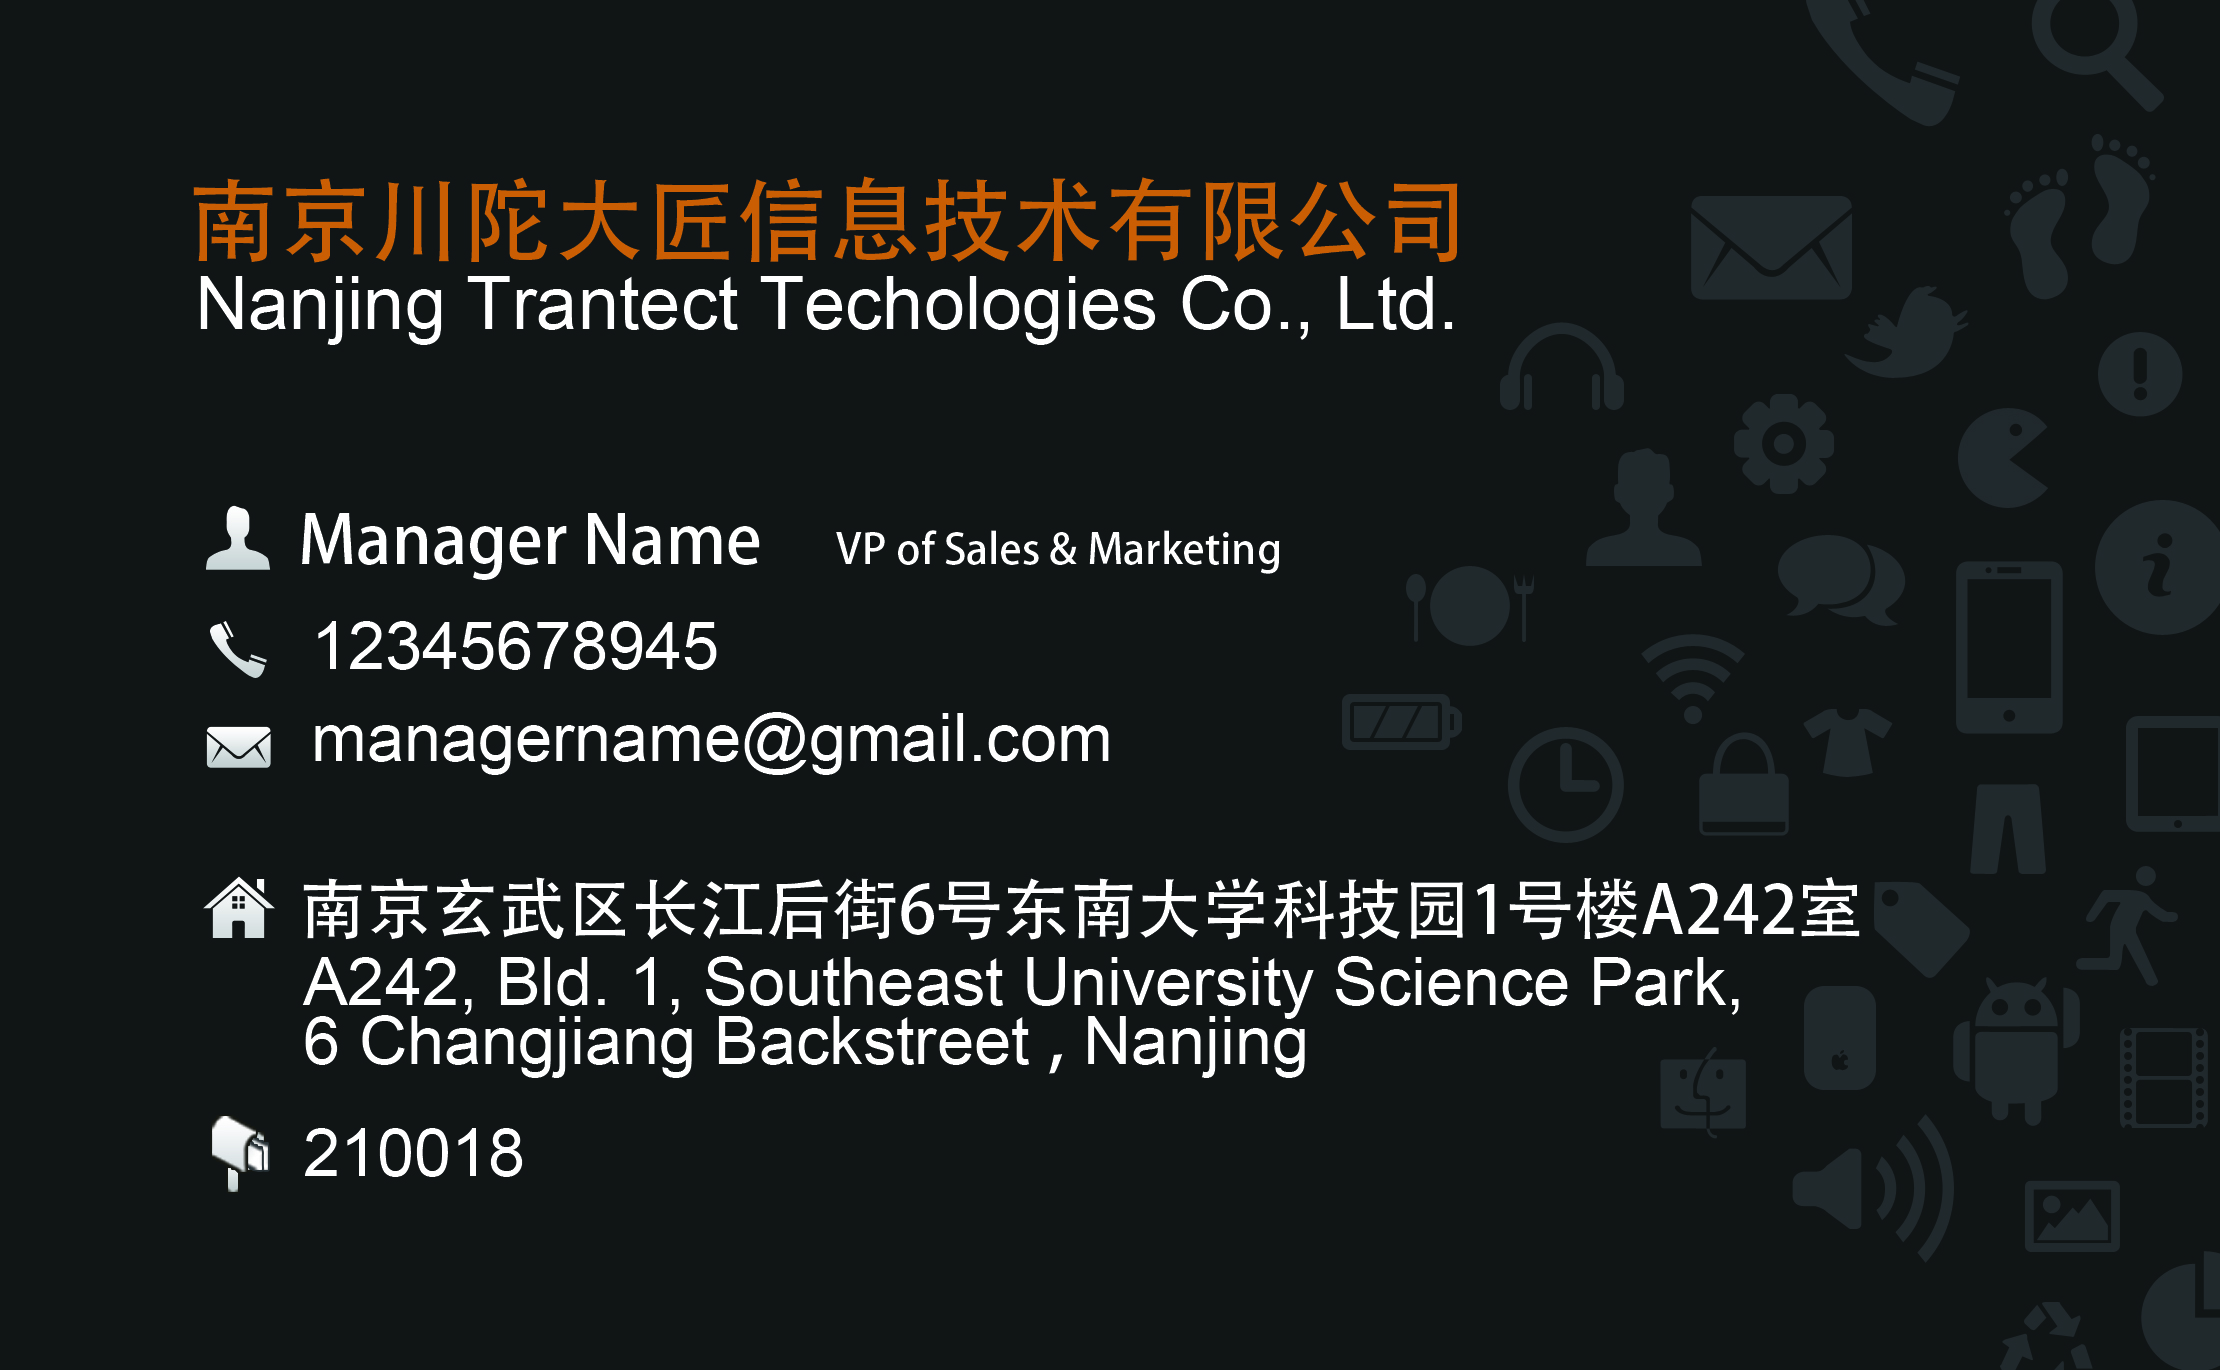 南京川陀大匠信息技术有限公司
Nanjing Trantect Techologies Co., Ltd.
Manager Name VP of Sales & Marketing
12345678945
managername@gmail.com
南京玄武区长江后街6号东南大学科技园1号楼A242室
A242, Bld. 1, Southeast University Science Park,
6 Changjiang Backstreet , Nanjing
210018